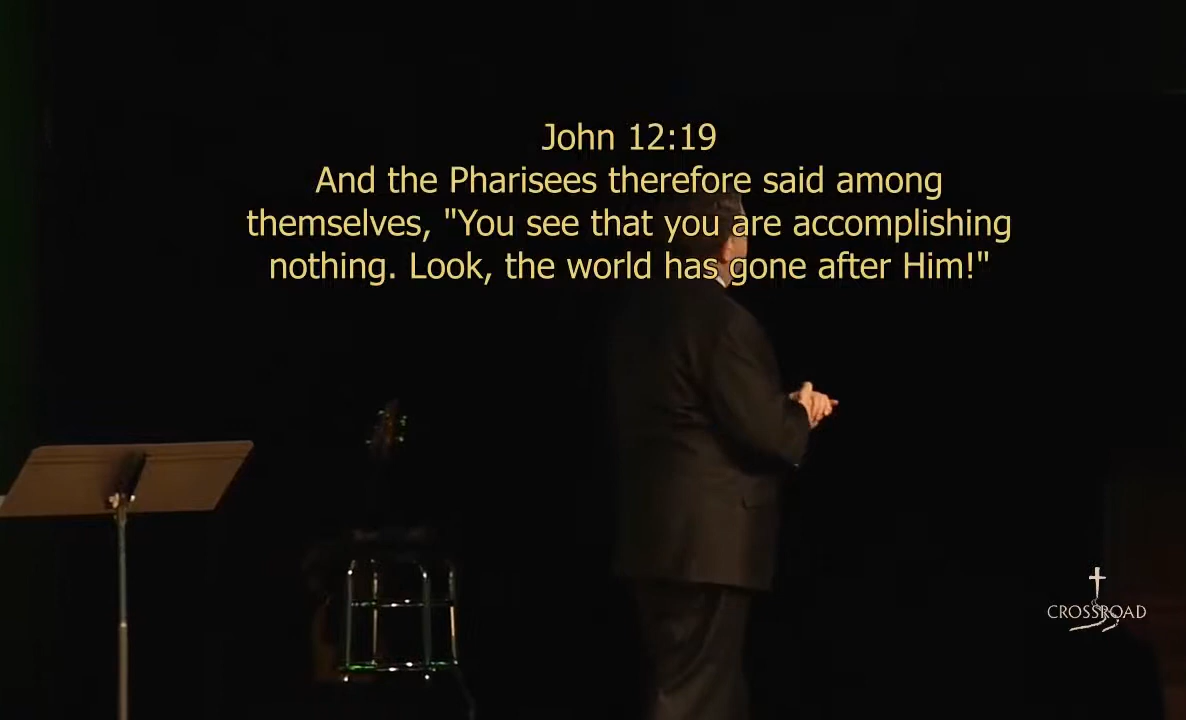 John 12:19
And the Pharisees therefore said among
themselves, "You see that you are accomplishing
nothing. Look, the world has gone after Him!"
CROSSROAD